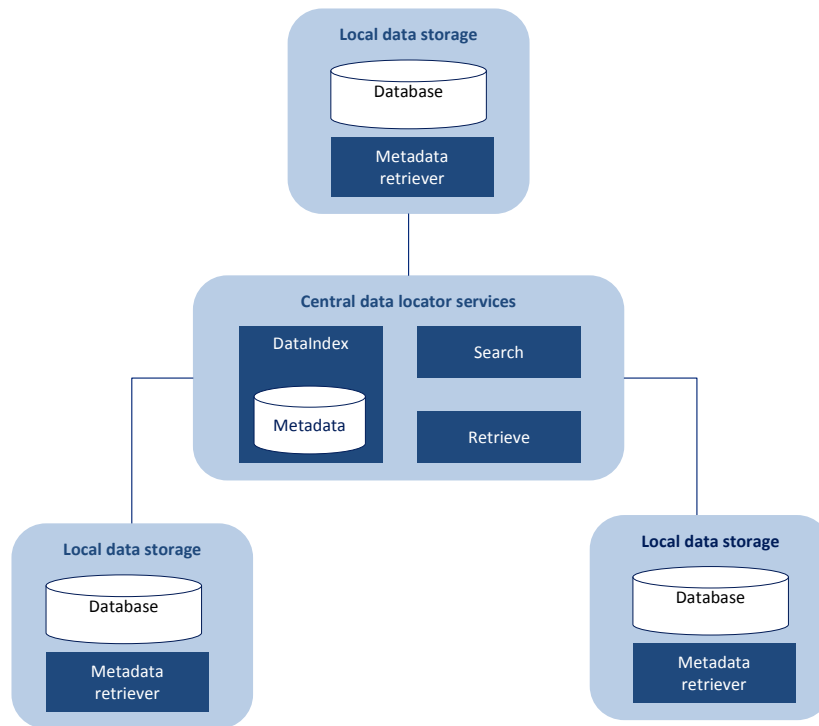 Local data storage
Database
Metadata
retriever
Central data locator services
DataIndex
Metadata
Search
Retrieve
Local data storage
Database
Metadata
retriever
Local data storage
Database
Metadata
retriever